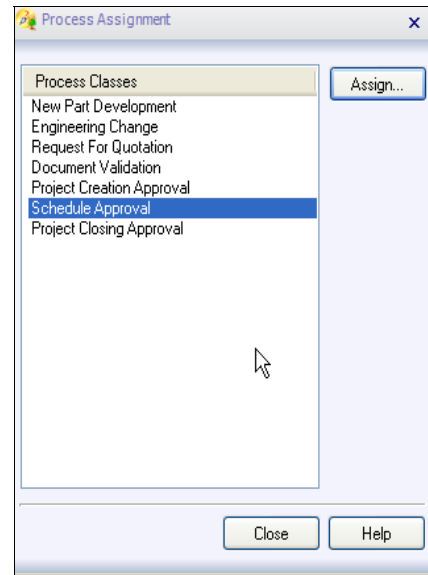 Process Assignment
Process Classes
Assign...
New Part Development
Engineering Change
Request For Quotation
Document Validation
Project Creation Approval
Schedule Approval
Project Closing Approval
Close
Help